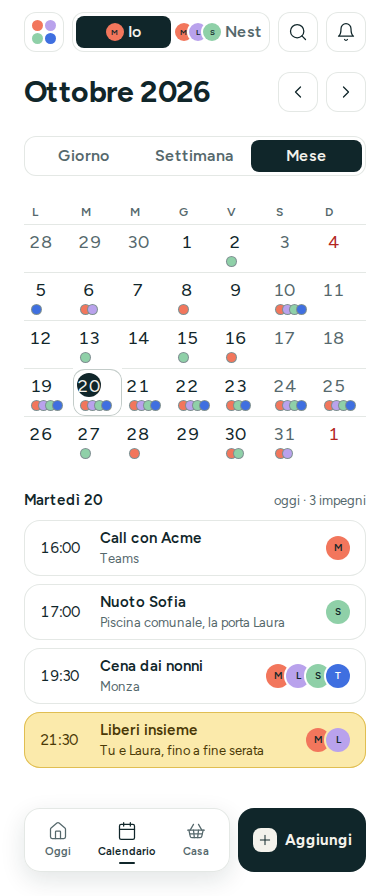 M Io M L S Nest
Ottobre 2026
Giorno Settimana Mese
L M M G V S D
28 29 30 1 2 3 4
5 6 7 8 9 10 11
12 13 14 15 16 17 18
19 20 21 22 23 24 25
26 27 28 29 30 31 1
Martedì 20 oggi · 3 impegni
16:00 Call con Acme M
Teams
17:00 Nuoto Sofia S
Piscina comunale, la porta Laura
19:30 Cena dai nonni M L S T
Monza
21:30 Liberi insieme M L
Tu e Laura, fino a fine serata
Oggi Calendario Casa Aggiungi